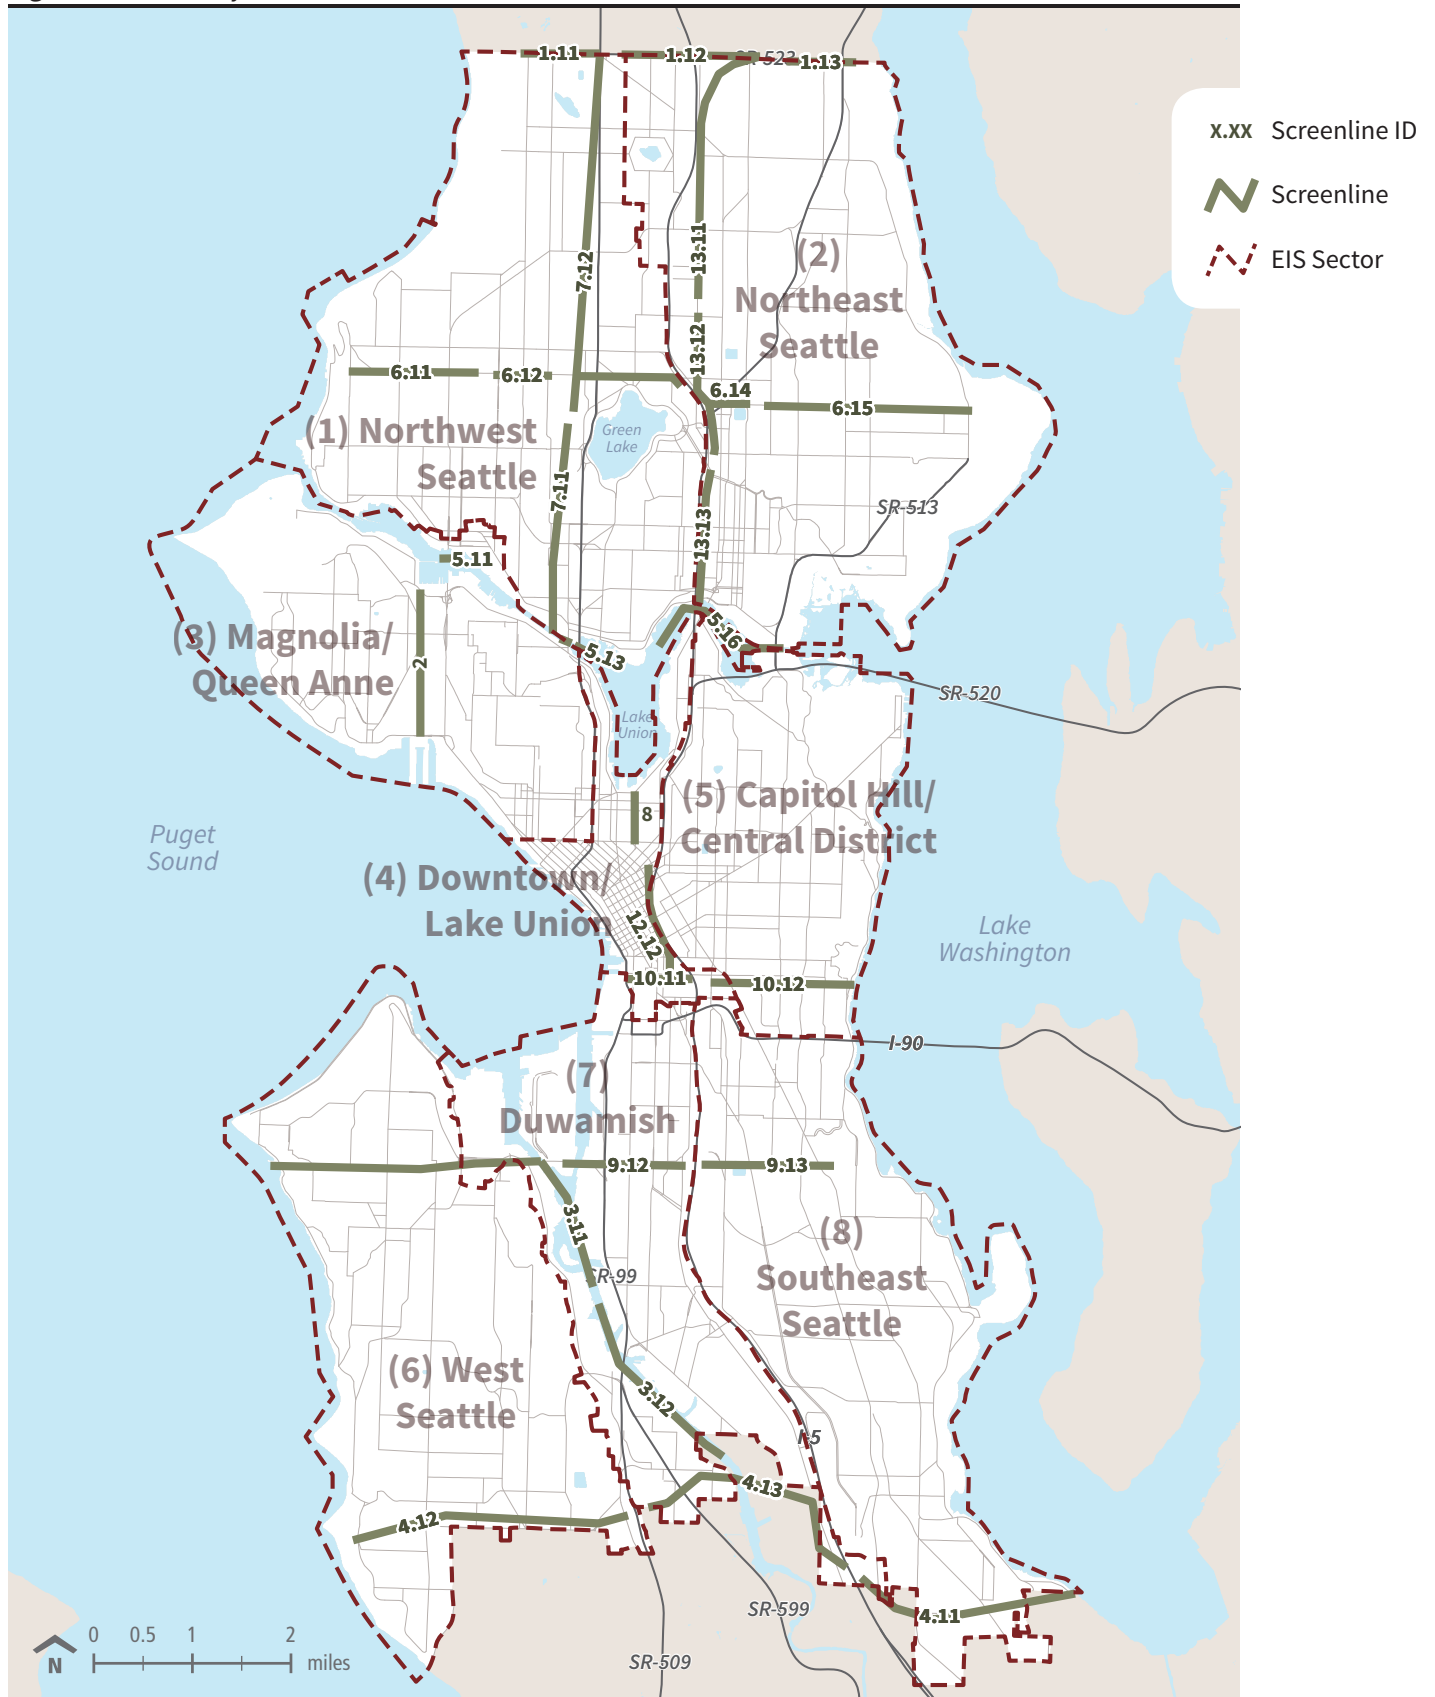 1.11
1.12
SR-523
1.13
x.xx Screenline ID
Screenline
EIS Sector
7.12
13.11
(2)
Northeast
Seattle
13.12
6.11
6.12
6.14
6.15
(1) Northwest
Seattle
Green
Lake
7.11
SR-513
13.13
5.11
5.16
(3) Magnolia/
Queen Anne
2
5.13
SR-520
Lake
Union
(5) Capitol Hill/
Central District
8
Puget
Sound
(4) Downtown/
Lake Union
12.12
Lake
Washington
10.11
10.12
I-90
(7)
Duwamish
9.12
9.13
3.11
(8)
Southeast
Seattle
SR-99
(6) West
Seattle
3.12
I-5
4.13
4.12
SR-599
4.11
0 0.5 1 2
miles
N
SR-509